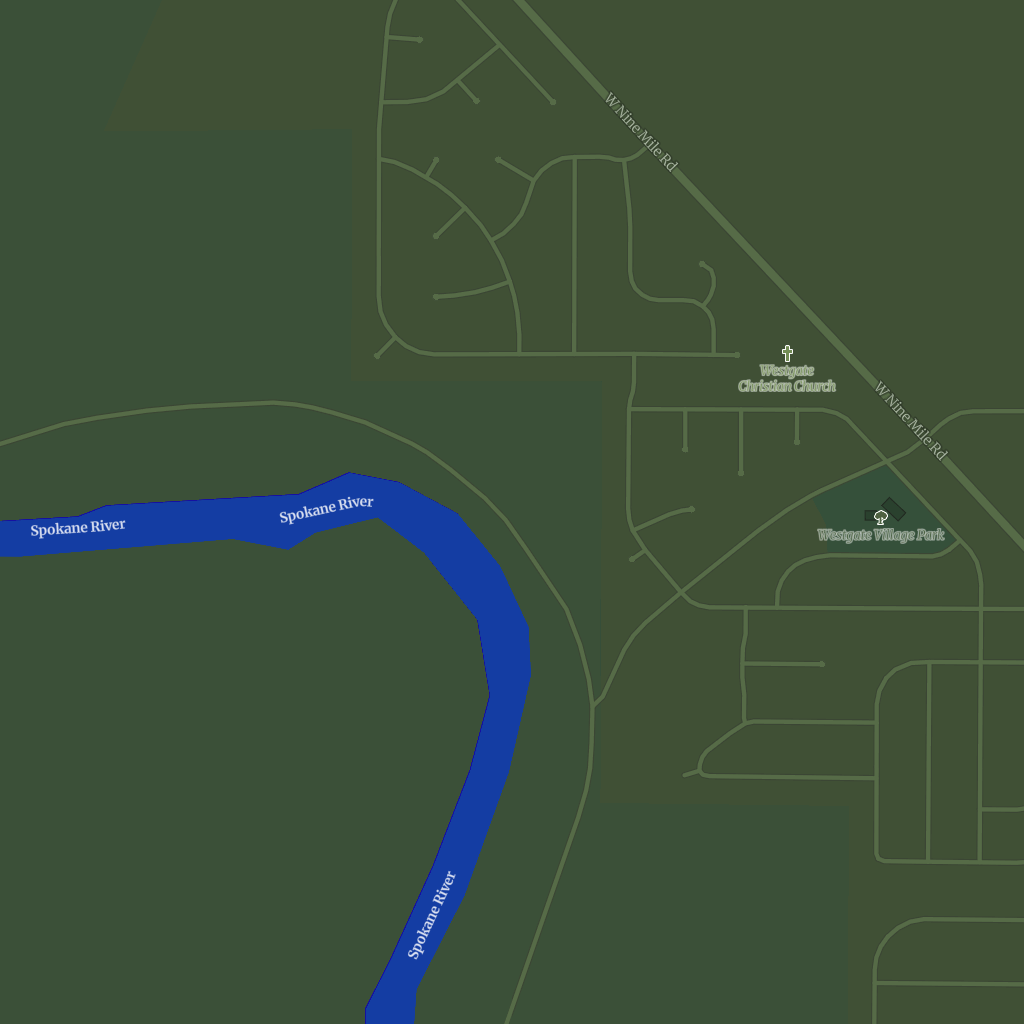 W Nine Mile Rd
Westgate
Christian Church
W Nine Mile Rd
Spokane River
Spokane River
Westgate Village Park
Spokane River